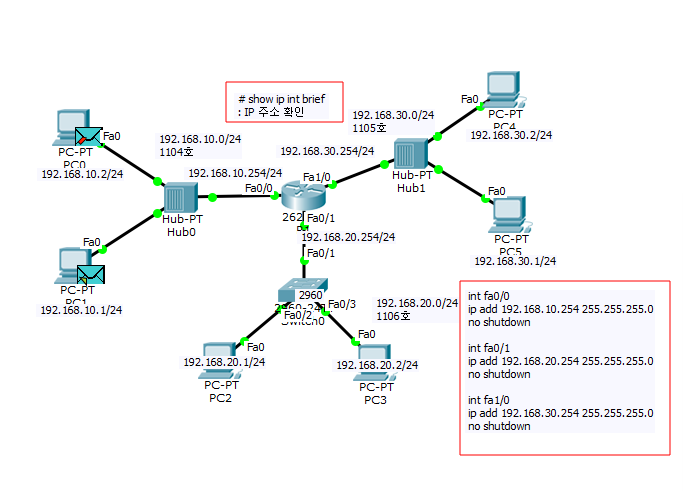 # show ip int brief
: IP 주소 확인
Fa0
PC-PT
PC0
192.168.10.2/24
192.168.10.0/24
1104호
192.168.10.254/24
Fa0/0
Hub-PT
Hub0
Fa0
PC-PT
PC1
192.168.10.1/24
192.168.30.0/24
1105호
192.168.30.254/24
Fa1/0
Hub-PT
Hub1
Fa0
PC-PT
PC4
192.168.30.2/24
Fa0
PC-PT
PC5
192.168.30.1/24
262
Fa0/1
192.168.20.254/24
Fa0/1
2960
Switch0
Fa0/2
Fa0/3
192.168.20.0/24
1106호
Fa0
192.168.20.1/24
PC-PT
PC2
Fa0
192.168.20.2/24
PC-PT
PC3
int fa0/0
ip add 192.168.10.254 255.255.255.0
no shutdown
int fa0/1
ip add 192.168.20.254 255.255.255.0
no shutdown
int fa1/0
ip add 192.168.30.254 255.255.255.0
no shutdown